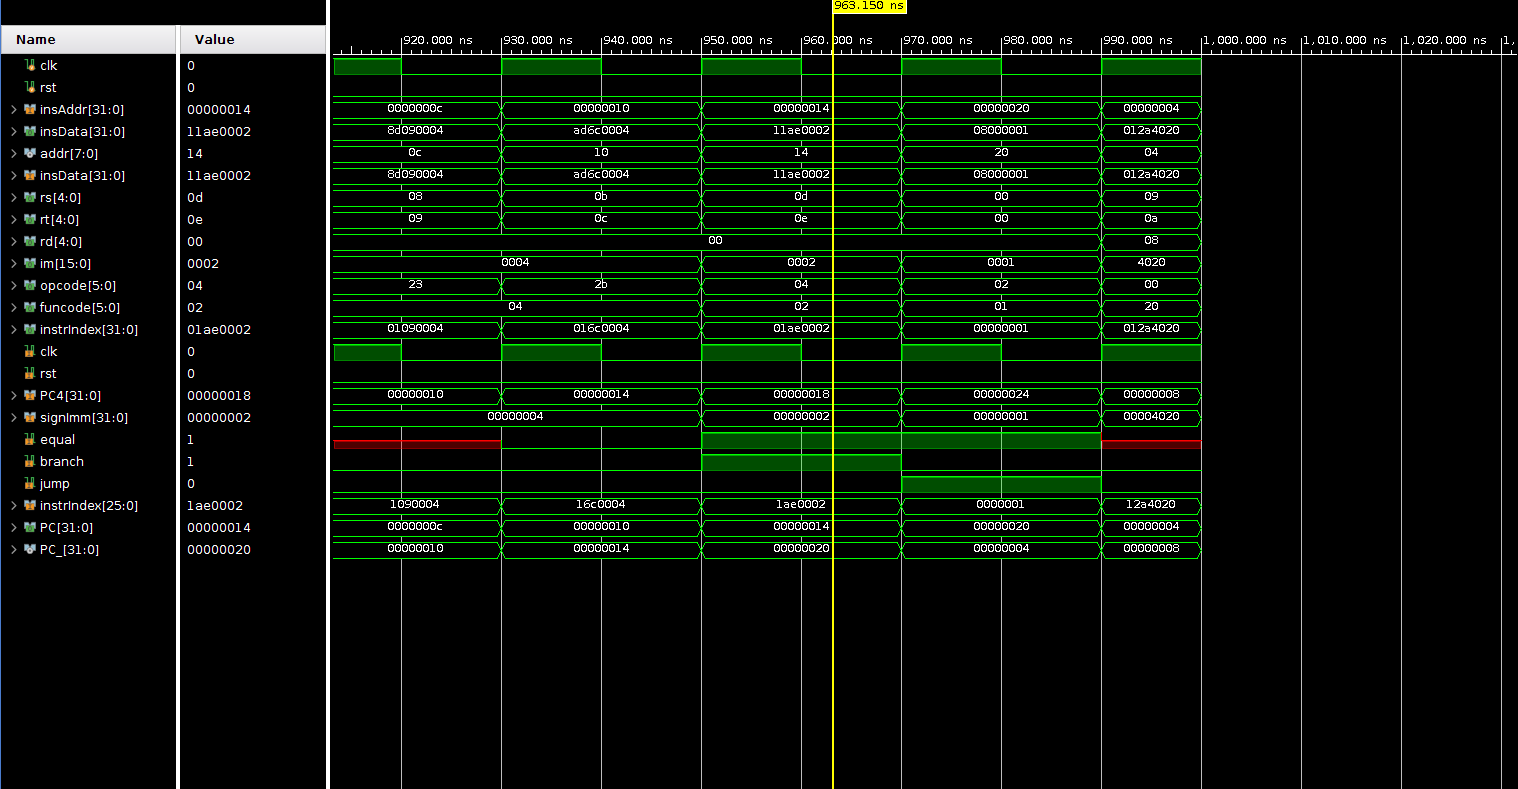 963.150 ns
Name Value
920.000 ns 930.000 ns 940.000 ns 950.000 ns 960.000 ns 970.000 ns 980.000 ns 990.000 ns 1,000.000 ns 1,010.000 ns 1,020.000 ns 1,
clk 0
rst 0
insAddr[31:0] 00000014 0000000c 00000010 00000014 00000020 00000004
insData[31:0] 11ae0002 8d090004 ad6c0004 11ae0002 08000001 012a4020
addr[7:0] 14 0c 10 14 20 04
insData[31:0] 11ae0002 8d090004 ad6c0004 11ae0002 08000001 012a4020
rs[4:0] 0d 08 0b 0d 00 09
rt[4:0] 0e 09 0c 0e 00 0a
rd[4:0] 00 00 08
im[15:0] 0002 0004 0002 0001 4020
opcode[5:0] 04 23 2b 04 02 00
funcode[5:0] 02 04 02 01 20
instrIndex[31:0] 01ae0002 01090004 016c0004 01ae0002 00000001 012a4020
clk 0
rst 0
PC4[31:0] 00000018 00000010 00000014 00000018 00000024 00000008
signImm[31:0] 00000002 00000004 00000002 00000001 00004020
equal 1
branch 1
jump 0
instrIndex[25:0] 1ae0002 1090004 16c0004 1ae0002 0000001 12a4020
PC[31:0] 00000014 0000000c 00000010 00000014 00000020 00000004
PC_[31:0] 00000020 00000010 00000014 00000020 00000004 00000008